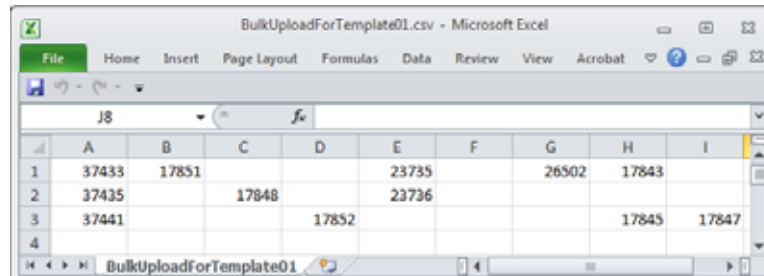 BulkUploadForTemplate01.csv - Microsoft Excel
File Home Insert Page Layout Formulas Data Review View Acrobat
J8 fx
A B C D E F G H I
1 37433 17851 23735 26502 17843
2 37435 17848 23736
3 37441 17852 17845 17847
4
BulkUploadForTemplate01